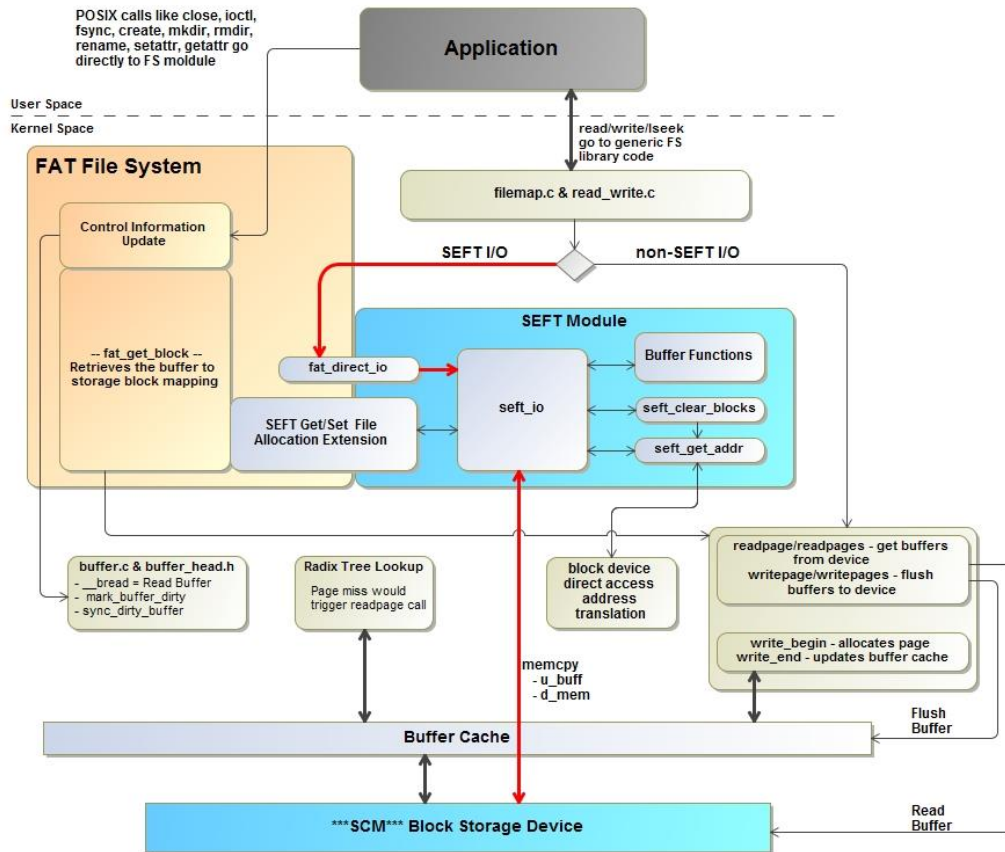 POSIX calls like close, ioctl,
fsync, create, mkdir, rmdir,
rename, setattr, getattr go
directly to FS moldule
Application
User Space
Kernel Space
read/write/lseek
go to generic FS
library code
FAT File System
filemap.c & read_write.c
Control Information
Update
SEFT I/O
non-SEFT I/O
SEFT Module
-- fat_get_block --
Retrieves the buffer to
storage block mapping
fat_direct_io
seft_io
Buffer Functions
seft_clear_blocks
seft_get_addr
SEFT Get/Set File
Allocation Extension
buffer.c & buffer_head.h
- __bread = Read Buffer
- mark_buffer_dirty
- sync_dirty_buffer
Radix Tree Lookup
Page miss would
trigger readpage call
block device
direct access
address
translation
readpage/readpages - get buffers
from device
writepage/writepages - flush
buffers to device
write_begin - allocates page
write_end - updates buffer cache
memcpy
- u_buff
- d_mem
Flush
Buffer
Buffer Cache
***SCM*** Block Storage Device
Read
Buffer